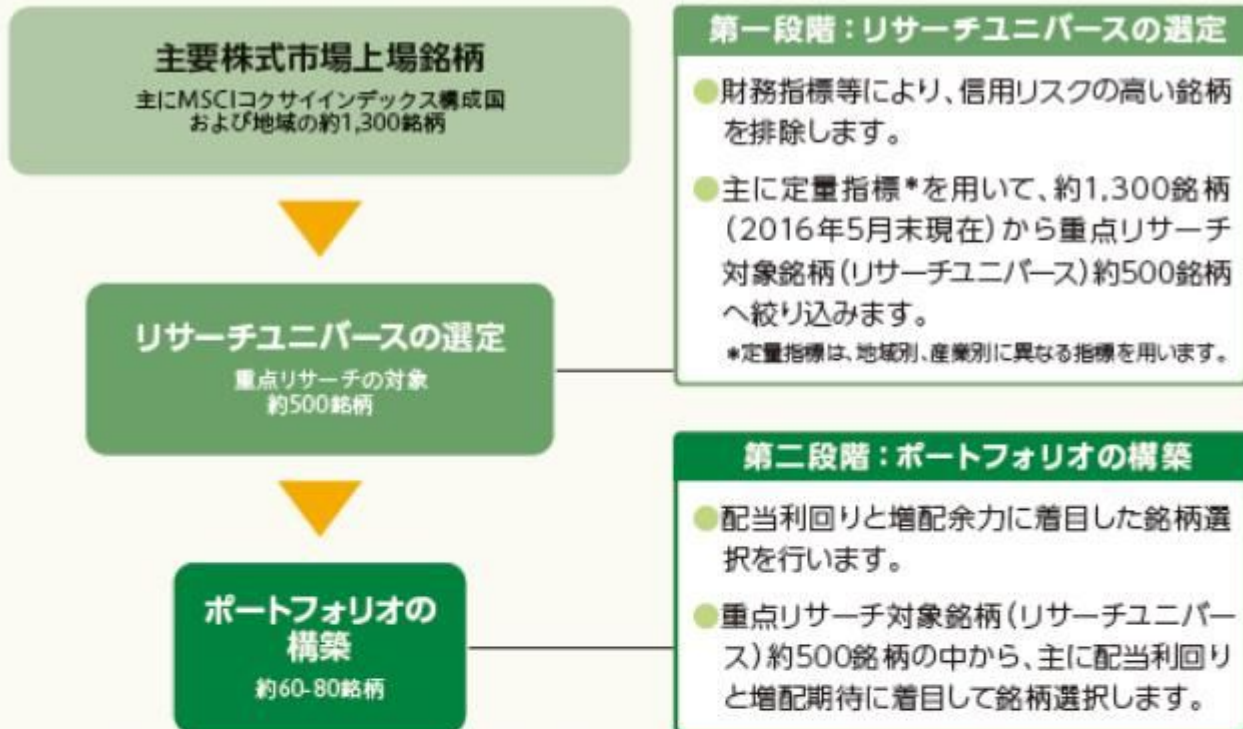 主要株式市場上場銘柄
主にMSCIコクサイインデックス構成国
および地域の約1,300銘柄
リサーチユニバースの選定
重点リサーチの対象
約500銘柄
ポートフォリオの
構築
約60-80銘柄
第一段階：リサーチユニバースの選定
●財務指標等により、信用リスクの高い銘柄
を排除します。
●主に定量指標*を用いて、約1,300銘柄
（2016年5月末現在）から重点リサーチ
対象銘柄（リサーチユニバース）約500銘柄
へ絞り込みます。
*定量指標は、地域別、産業別に異なる指標を用います。
第二段階：ポートフォリオの構築
●配当利回りと増配余力に着目した銘柄選
択を行います。
●重点リサーチ対象銘柄（リサーチユニバー
ス）約500銘柄の中から、主に配当利回り
と増配期待に着目して銘柄選択します。